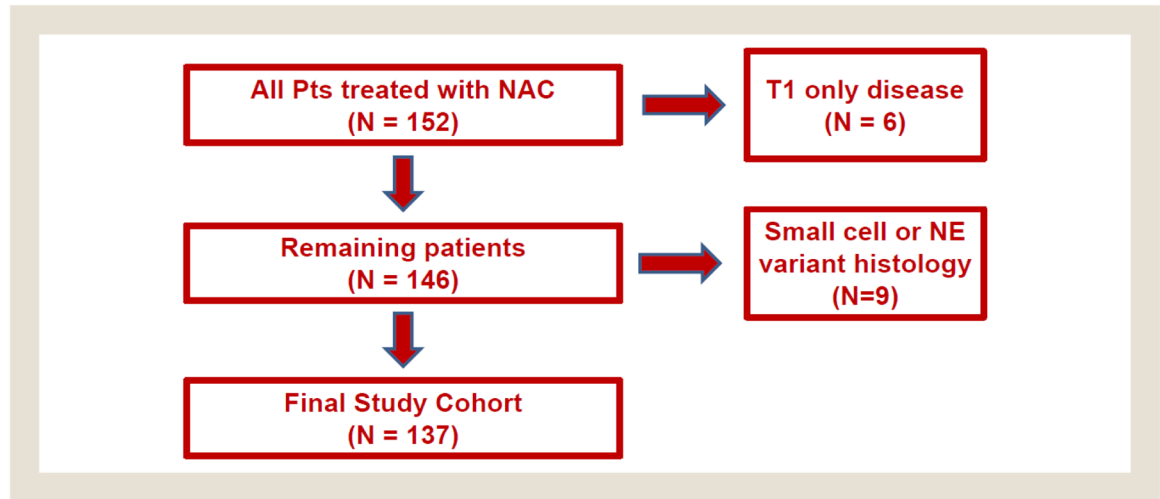 All Pts treated with NAC
(N = 152)
T1 only disease
(N = 6)
Remaining patients
(N = 146)
Small cell or NE
variant histology
(N=9)
Final Study Cohort
(N = 137)